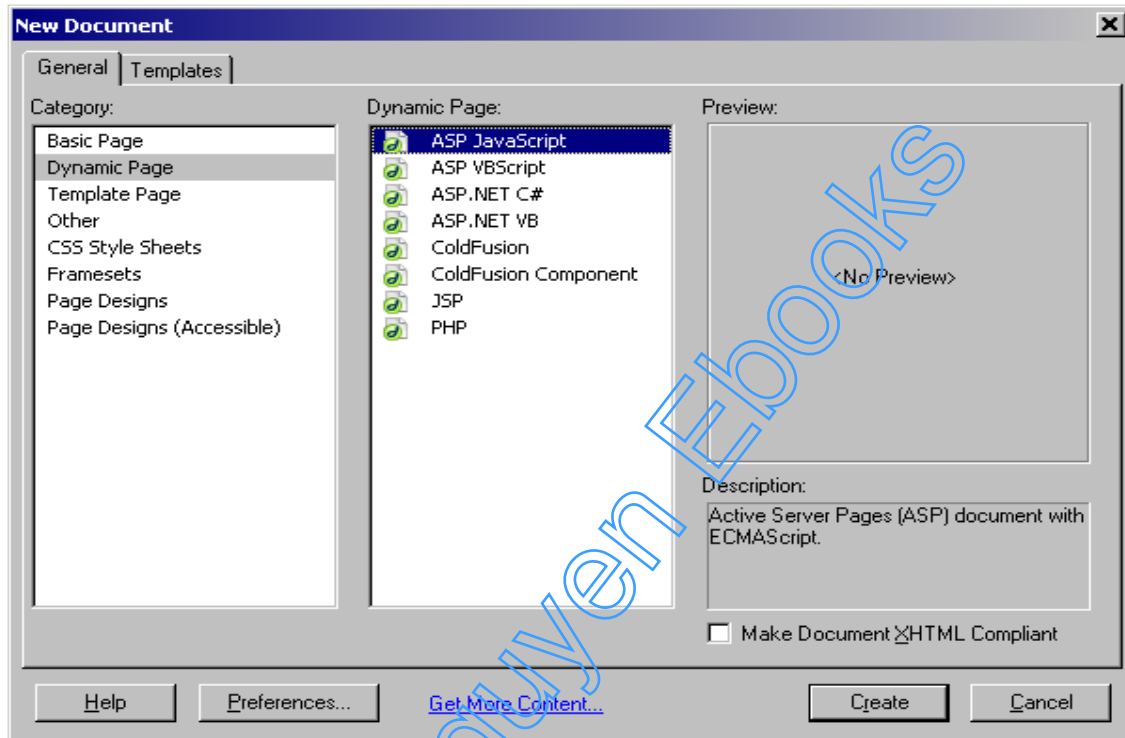 New Document
General
Templates
Category:
Basic Page
Dynamic Page
Template Page
Other
CSS Style Sheets
Framesets
Page Designs
Page Designs (Accessible)
Dynamic Page:
ASP JavaScript
ASP VBScript
ASP.NET C#
ASP.NET VB
ColdFusion
ColdFusion Component
JSP
PHP
Preview:
<No Preview>
Description:
Active Server Pages (ASP) document with
ECMAScript.
Make Document XHTML Compliant
Help
Preferences...
Get More Content...
Create
Cancel
guyen Ebooks